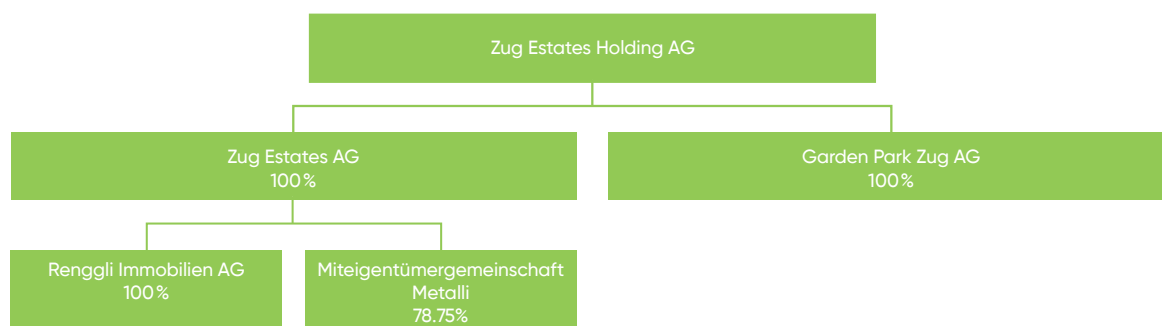 Zug Estates Holding AG
Zug Estates AG
100%
Garden Park Zug AG
100%
Renggli Immobilien AG
100%
Miteigentümergemeinschaft
Metalli
78.75%